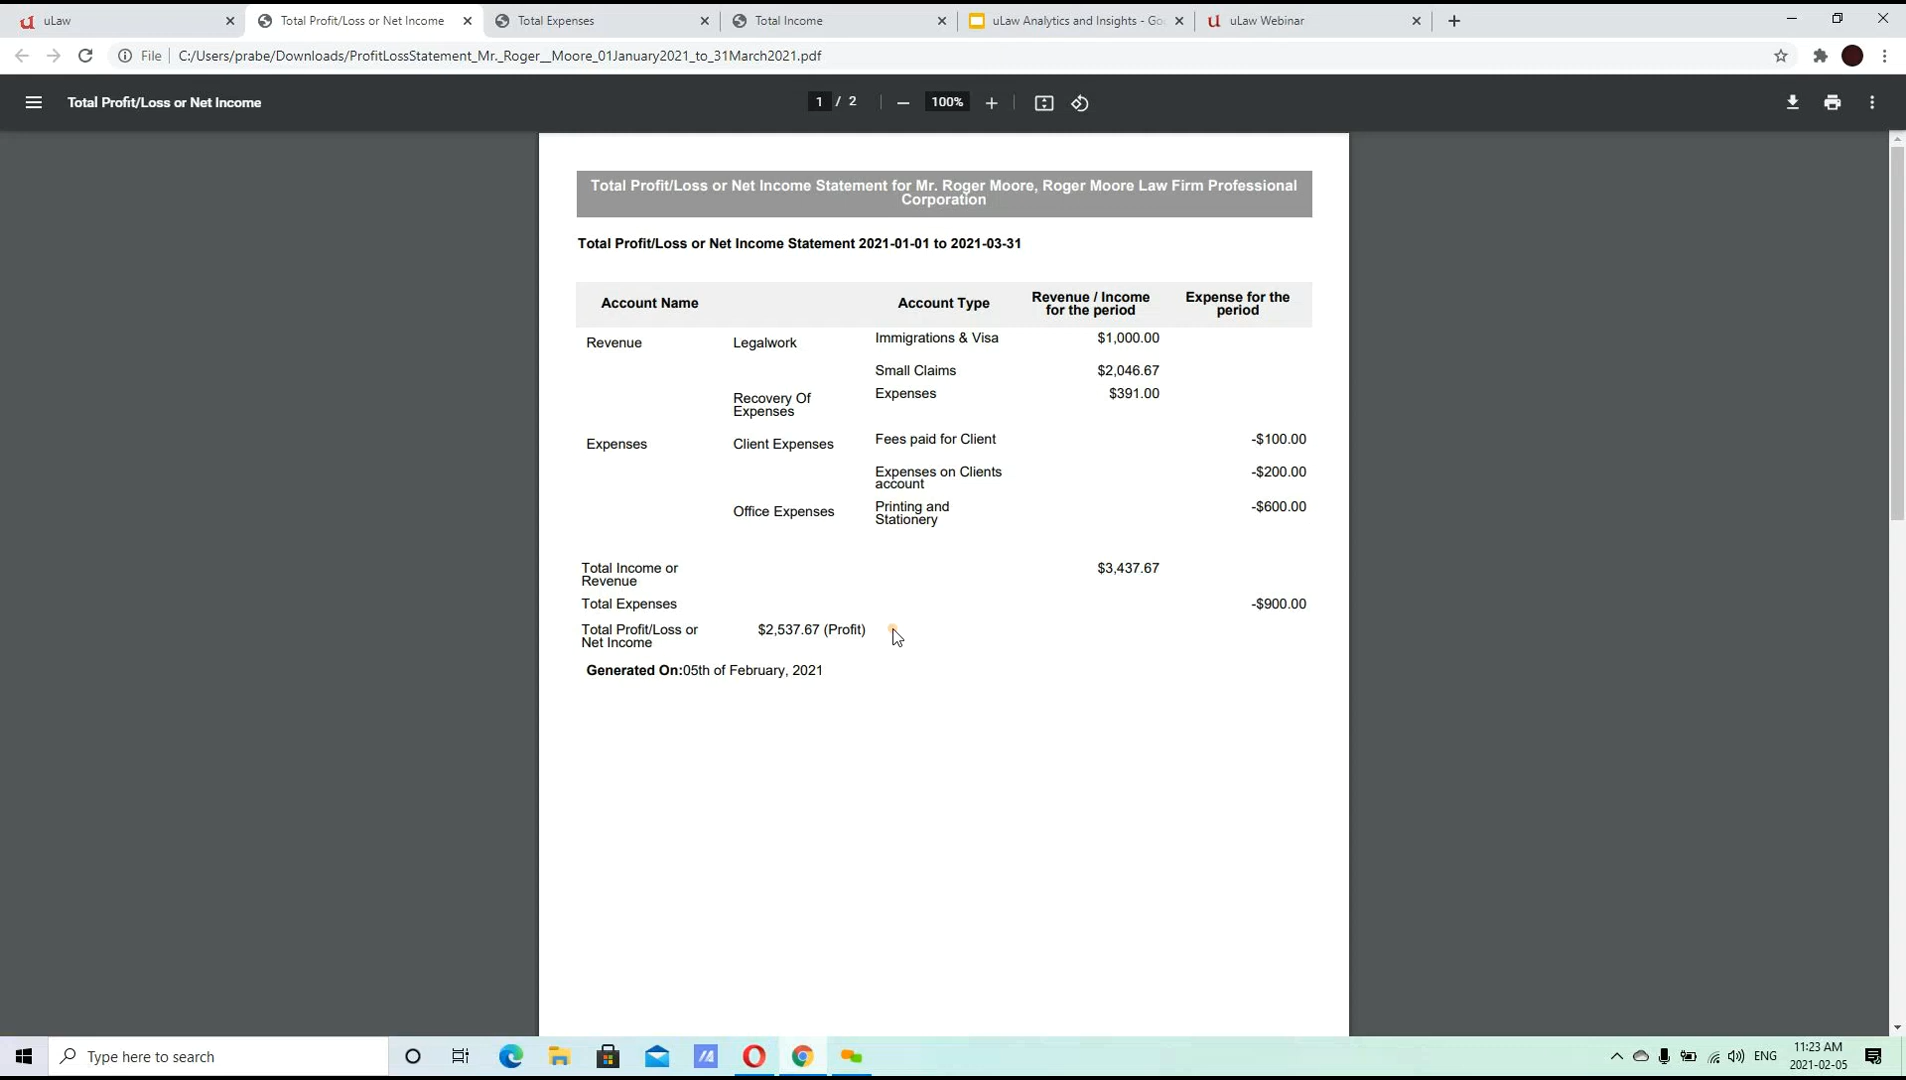 uLaw
Total Profit/Loss or Net Income
Total Expenses
Total Income
uLaw Analytics and Insights - Go
uLaw Webinar
File
C:/Users/prabe/Downloads/ProfitLossStatement_Mr._Roger__Moore_01January2021_to_31March2021.pdf
Total Profit/Loss or Net Income
1 / 2
100%
Total Profit/Loss or Net Income Statement for Mr. Roger Moore, Roger Moore Law Firm Professional
Corporation
Total Profit/Loss or Net Income Statement 2021-01-01 to 2021-03-31
Account Name Account Type Revenue / Income Expense for the
for the period period
Revenue Legalwork Immigrations & Visa $1,000.00
Small Claims $2,046.67
Recovery Of Expenses $391.00
Expenses
Expenses Client Expenses Fees paid for Client -$100.00
Expenses on Clients -$200.00
account
Office Expenses Printing and -$600.00
Stationery
Total Income or $3,437.67
Revenue
Total Expenses -$900.00
Total Profit/Loss or $2,537.67 (Profit)
Net Income
Generated On:05th of February, 2021
Type here to search
ENG
11:23 AM
2021-02-05